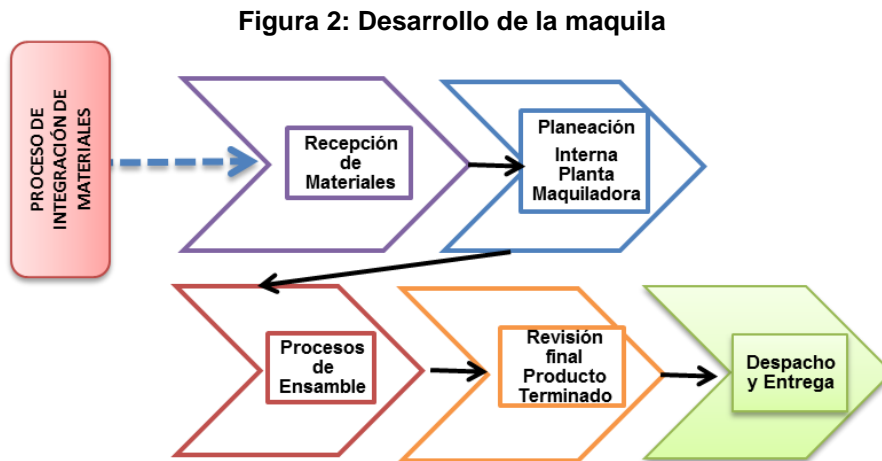 Figura 2: Desarrollo de la maquila
PROCESO DE
INTEGRACIÓN DE
MATERIALES
Recepción
de
Materiales
Planeación
Interna
Planta
Maquiladora
Procesos
de
Ensamble
Revisión
final
Producto
Terminado
Despacho
y Entrega